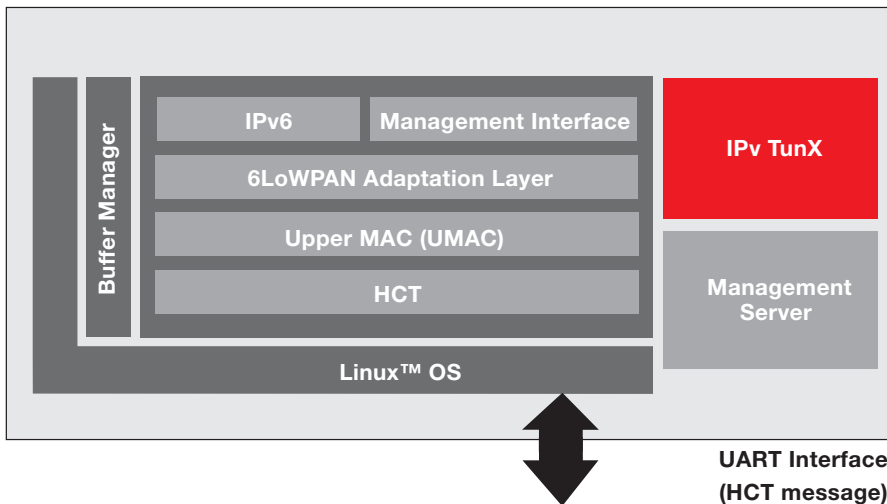 Buffer Manager
IPv6
Management Interface
6LoWPAN Adaptation Layer
Upper MAC (UMAC)
HCT
Linux™ OS
IPv TunX
Management
Server
UART Interface
(HCT message)